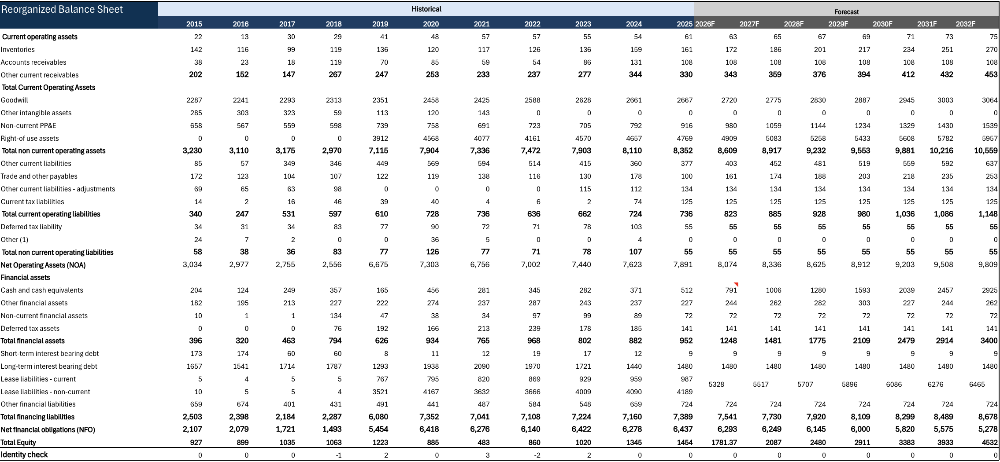 Reorganized Balance Sheet Historical Forecast
2015 2016 2017 2018 2019 2020 2021 2022 2023 2024 2025 2026F 2027F 2028F 2029F 2030F 2031F 2032F
Current operating assets 22 13 30 29 41 48 57 57 55 54 61 63 65 67 69 71 73 75
Inventories 142 116 99 119 136 120 117 126 136 159 161 172 186 201 217 234 251 270
Accounts receivables 38 23 18 119 70 85 59 54 86 131 108 108 108 108 108 108 108 108
Other current receivables 202 152 147 267 247 253 233 237 277 344 330 343 359 376 394 412 432 453
Total Current Operating Assets
Goodwill 2287 2241 2293 2313 2351 2458 2425 2588 2628 2661 2667 2720 2775 2830 2887 2945 3003 3064
Other intangible assets 285 303 323 59 113 120 143 0 0 0 0 0 0 0 0 0 0 0
Non-current PP&E 658 567 559 598 739 758 691 723 705 792 916 980 1059 1144 1234 1329 1430 1539
Right-of use assets 0 0 0 0 3912 4568 4077 4161 4570 4657 4769 4909 5083 5258 5433 5608 5782 5957
Total non current operating assets 3,230 3,110 3,175 2,970 7,115 7,904 7,336 7,472 7,903 8,110 8,352 8,609 8,917 9,232 9,553 9,881 10,216 10,559
Other current liabilities 85 57 349 346 449 569 594 514 415 360 377 403 452 481 519 559 592 637
Trade and other payables 172 123 104 107 122 119 138 116 130 178 100 161 174 188 203 218 235 253
Other current liabilities - adjustments 69 65 63 98 0 0 0 0 115 112 134 134 134 134 134 134 134 134
Current tax liabilities 14 2 16 46 39 40 4 6 2 74 125 125 125 125 125 125 125 125
Total current operating liabilities 340 247 531 597 610 728 736 636 662 724 736 823 885 928 980 1,036 1,086 1,148
Deferred tax liability 34 31 34 83 77 90 72 71 78 103 55 55 55 55 55 55 55 55
Other (1) 24 7 2 0 0 36 5 0 0 4 0 0 0 0 0 0 0 0
Total non current operating liabilities 58 38 36 83 77 126 77 71 78 107 55 55 55 55 55 55 55 55
Net Operating Assets (NOA) 3,034 2,977 2,755 2,556 6,675 7,303 6,756 7,002 7,440 7,623 7,891 8,074 8,336 8,625 8,912 9,203 9,508 9,809
Financial assets
Cash and cash equivalents 204 124 249 357 165 456 281 345 282 371 512 791 1006 1280 1593 2039 2457 2925
Other financial assets 182 195 213 227 222 274 237 287 243 237 227 244 262 282 303 227 244 262
Non-current financial assets 10 1 1 134 47 38 34 97 99 89 72 72 72 72 72 72 72 72
Deferred tax assets 0 0 0 76 192 166 213 239 178 185 141 141 141 141 141 141 141 141
Total financial assets 396 320 463 794 626 934 765 968 802 882 952 1248 1481 1775 2109 2479 2914 3400
Short-term interest bearing debt 173 174 60 60 8 11 12 19 17 12 9 9 9 9 9 9 9 9
Long-term interest bearing debt 1657 1541 1714 1787 1293 1938 2090 1970 1721 1440 1480 1480 1480 1480 1480 1480 1480 1480
Lease liabilities - current 5 4 5 5 767 795 820 869 929 959 987
5328 5517 5707 5896 6086 6276 6465
Lease liabilities - non-current 10 5 5 4 3521 4167 3632 3666 4009 4090 4189
Other financial liabilities 659 674 401 431 491 441 487 584 548 659 724 724 724 724 724 724 724 724
Total financing liabilities 2,503 2,398 2,184 2,287 6,080 7,352 7,041 7,108 7,224 7,160 7,389 7,541 7,730 7,920 8,109 8,299 8,489 8,678
Net financial obligations (NFO) 2,107 2,079 1,721 1,493 5,454 6,418 6,276 6,140 6,422 6,278 6,437 6,293 6,249 6,145 6,000 5,820 5,575 5,278
Total Equity 927 899 1035 1063 1223 885 483 860 1020 1345 1454 1781.37 2087 2480 2911 3383 3933 4532
Identity check 0 0 0 -1 2 0 3 -2 2 0 0 0 0 0 0 0 0 0